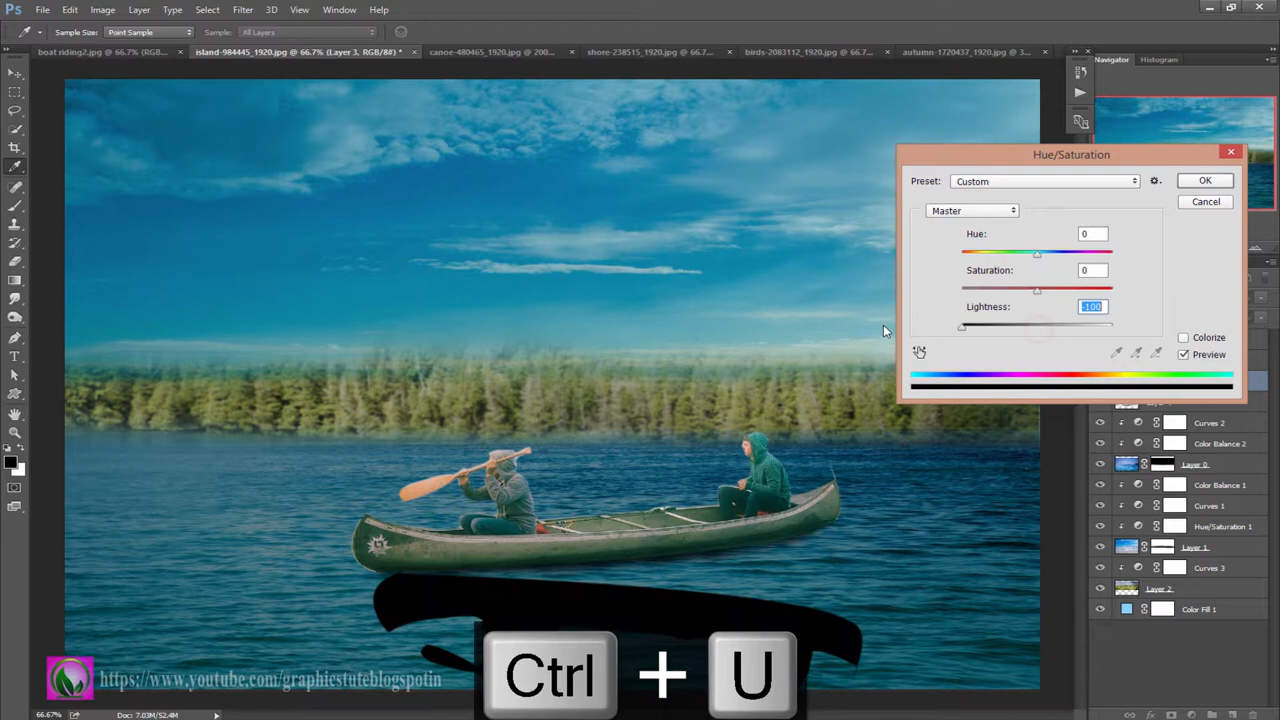 Ps File Edit Image Layer Type Select Filter 3D View Window Help
Sample Size: Point Sample Sample: All Layers
boat riding2.jpg @ 66.7% (RGB... × island-984445_1920.jpg @ 66.7% (Layer 3, RGB/8#) * × canoe-480465_1920.jpg @ 200... × shore-238515_1920.jpg @ 66.7%... × birds-2083112_1920.jpg @ 66.7%... × autumn-1720437_1920.jpg @ 3... ×
Navigator Histogram
Hue/Saturation
Preset: Custom
OK
Cancel
Master
Hue: 0
Saturation: 0
Lightness: -100
Colorize
Preview
Curves 2
Color Balance 2
Layer 0
Color Balance 1
Curves 1
Hue/Saturation 1
Layer 1
Curves 3
Layer 2
Color Fill 1
Ctrl + U
https://www.youtube.com/graphicstuteblogspotin
66.67% Doc: 7.03M/52.4M